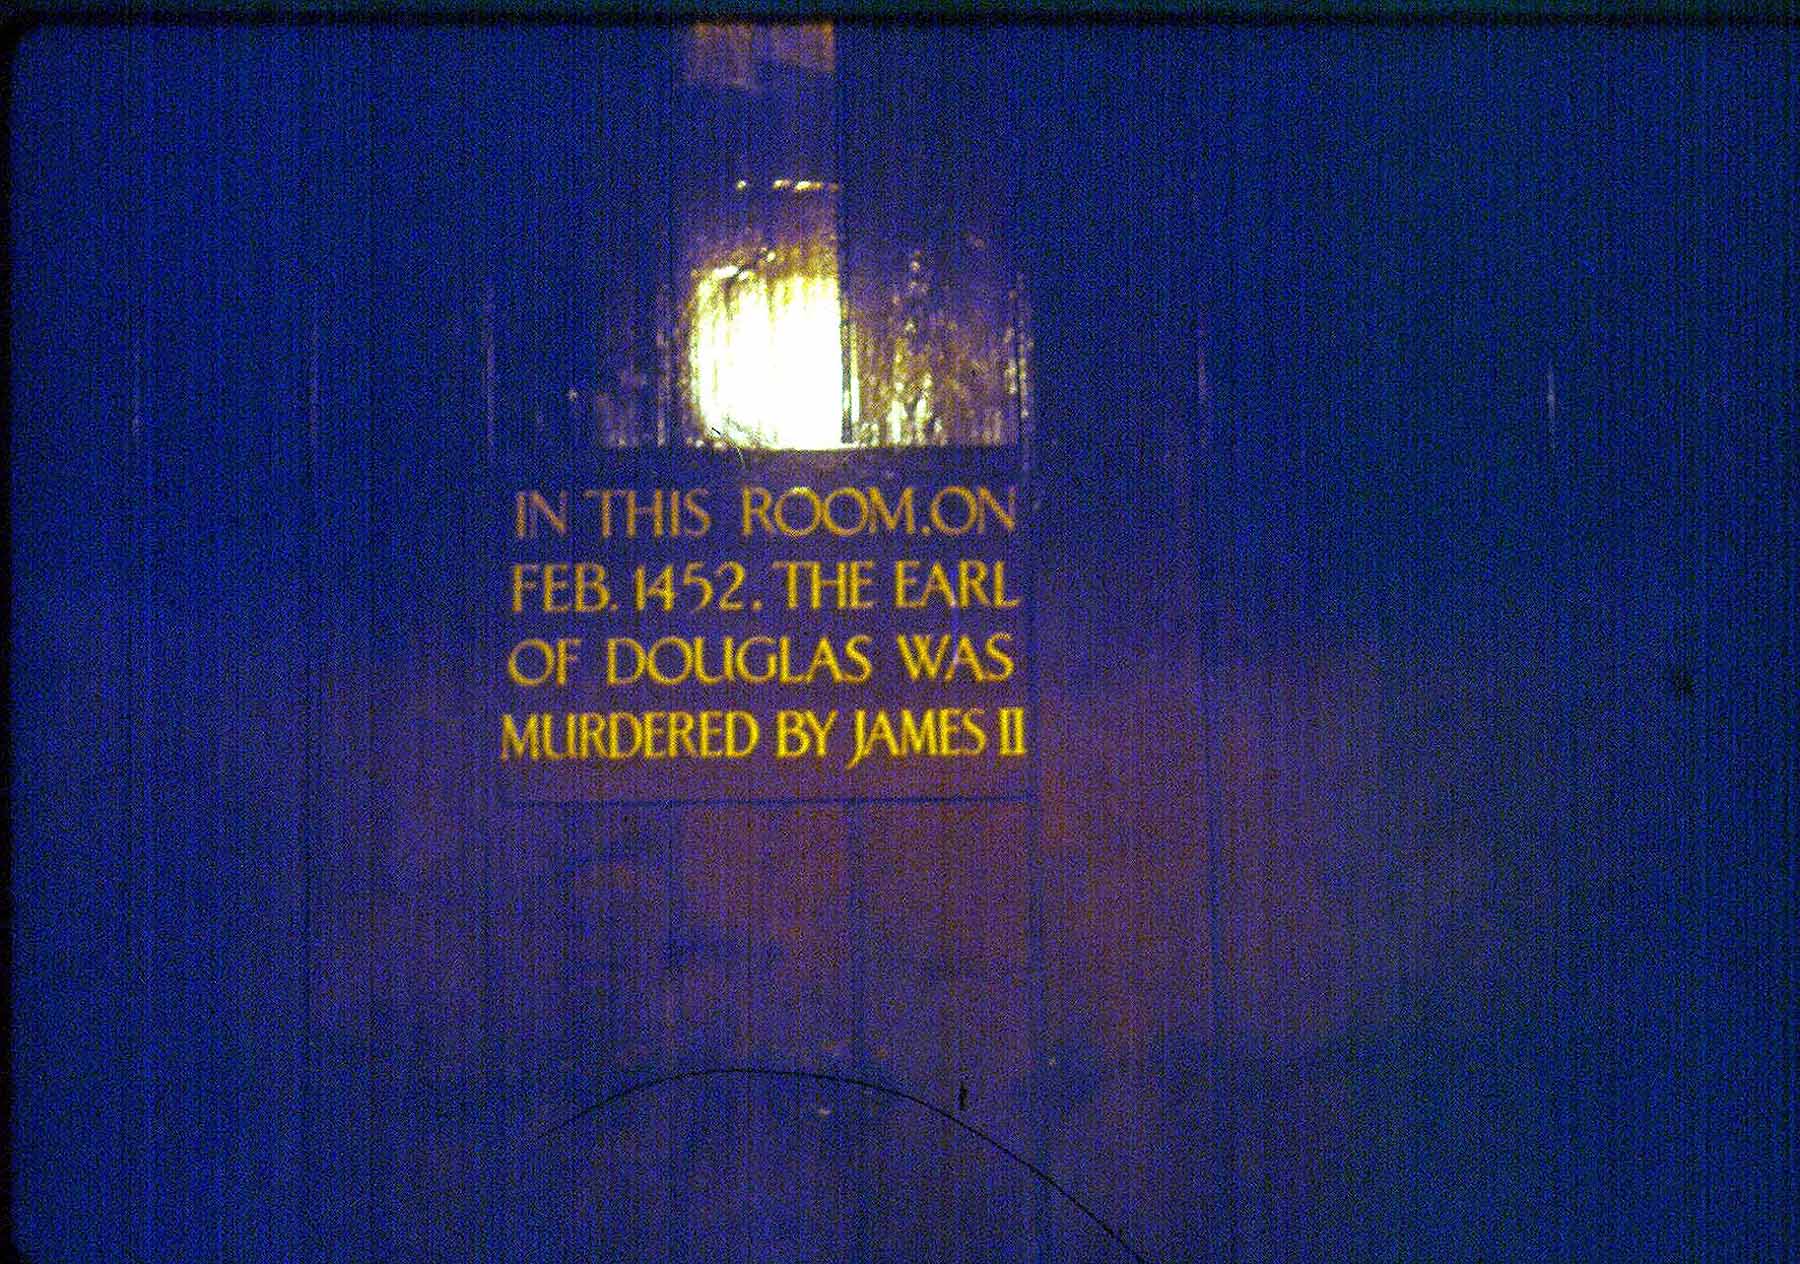 IN THIS ROOM.ON
FEB. 1452. THE EARL
OF DOUGLAS WAS
MURDERED BY JAMES II